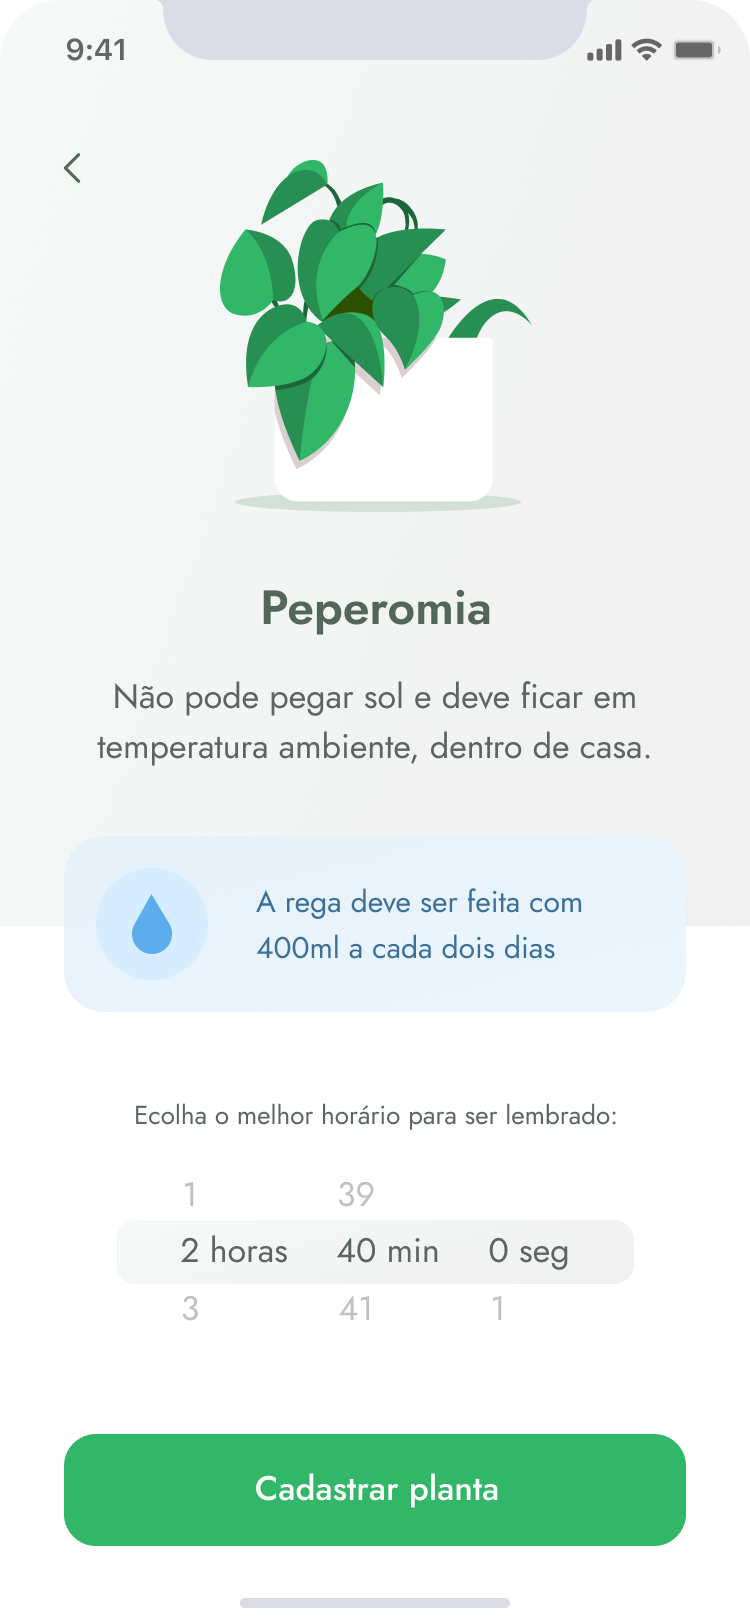 9:41
Peperomia
Não pode pegar sol e deve ficar em
temperatura ambiente, dentro de casa.
A rega deve ser feita com
400ml a cada dois dias
Ecolha o melhor horário para ser lembrado:
1 39
2 horas 40 min 0 seg
3 41 1
Cadastrar planta